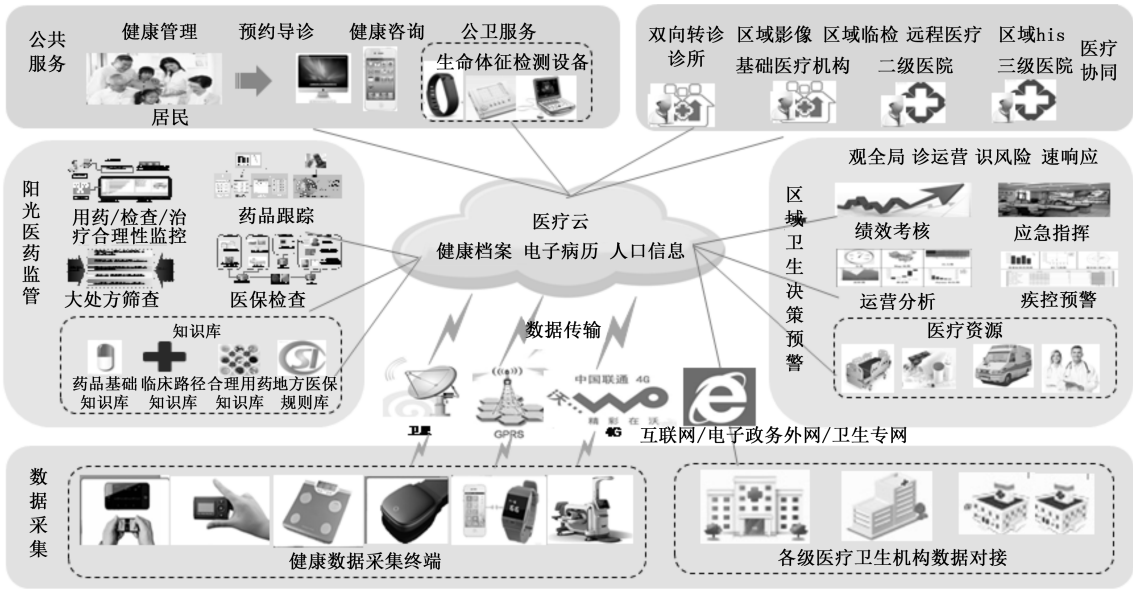 公共
服务
健康管理
预约导诊
健康咨询
公卫服务
生命体征检测设备
居民
双向转诊
诊所
区域影像
基础医疗机构
区域临检 远程医疗
二级医院
区域his
三级医院
医疗
协同
阳光医药监管
用药/检查/治
疗合理性监控
药品跟踪
大处方筛查
医保检查
知识库
药品基础
知识库
临床路径
知识库
合理用药
知识库
地方医保
规则库
医疗云
健康档案 电子病历 人口信息
数据传输
区域卫生决策预警
观全局 诊运营 识风险 速响应
绩效考核
应急指挥
运营分析
疾控预警
医疗资源
卫星
GPRS
中国联通 4G
沃...
精彩在沃
4G
互联网/电子政务外网/卫生专网
数据采集
健康数据采集终端
各级医疗卫生机构数据对接